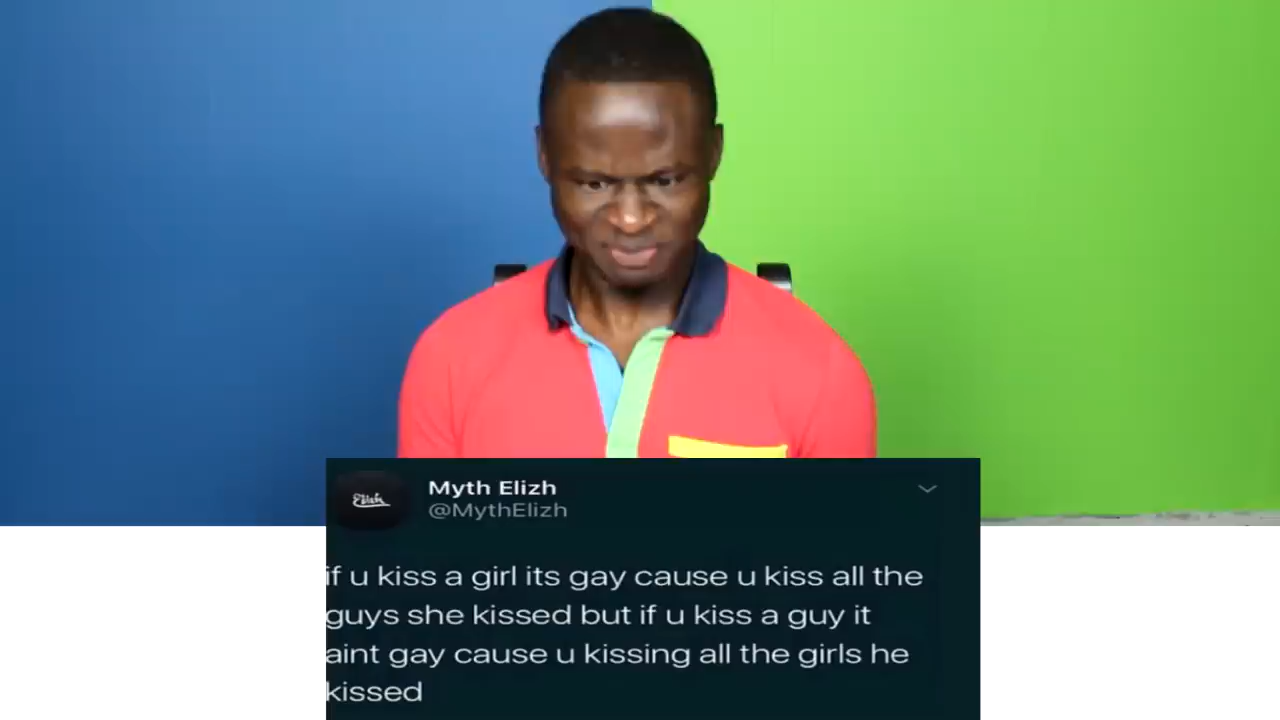 Myth Elizh
@MythElizh
if u kiss a girl its gay cause u kiss all the
guys she kissed but if u kiss a guy it
aint gay cause u kissing all the girls he
kissed